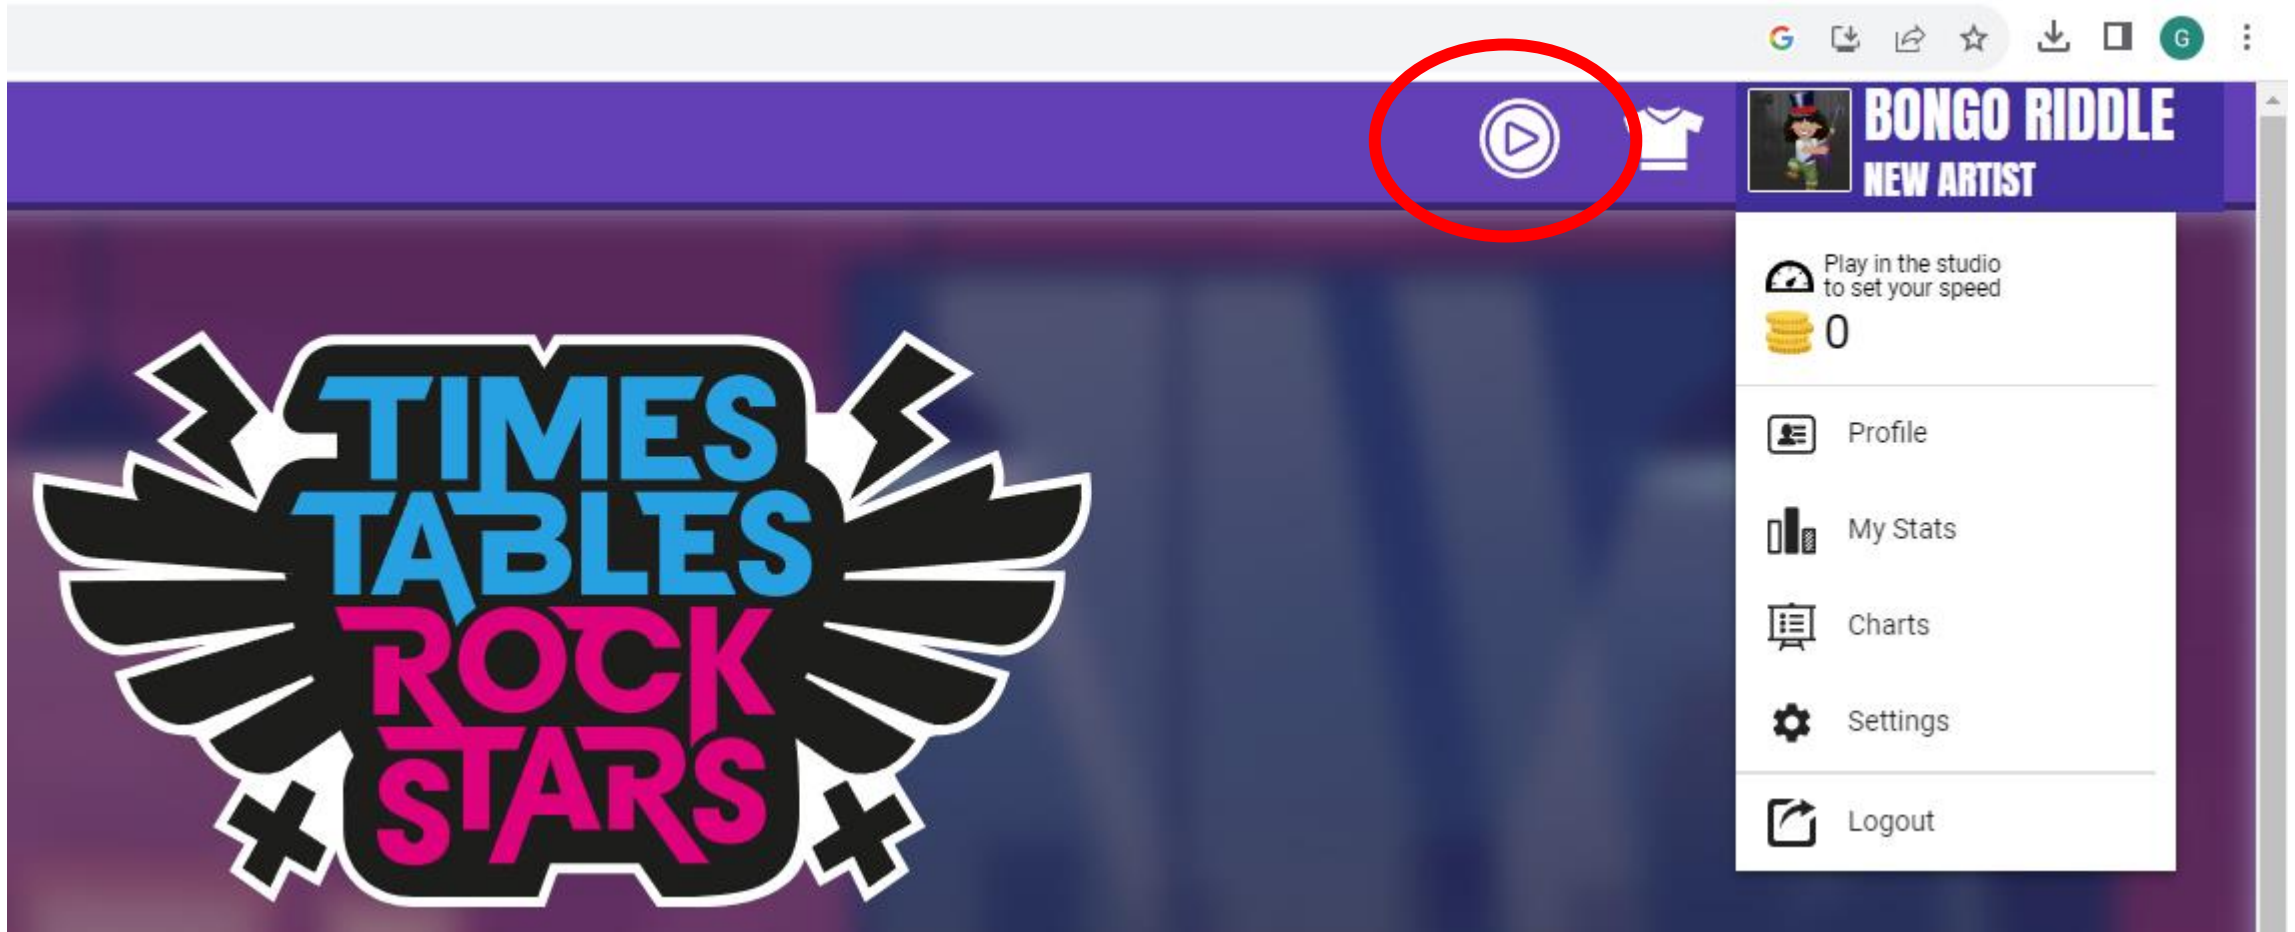 G
BONGO RIDDLE
NEW ARTIST
Play in the studio
to set your speed
0
Profile
My Stats
Charts
Settings
Logout
TIMES
TABLES
ROCK
STARS